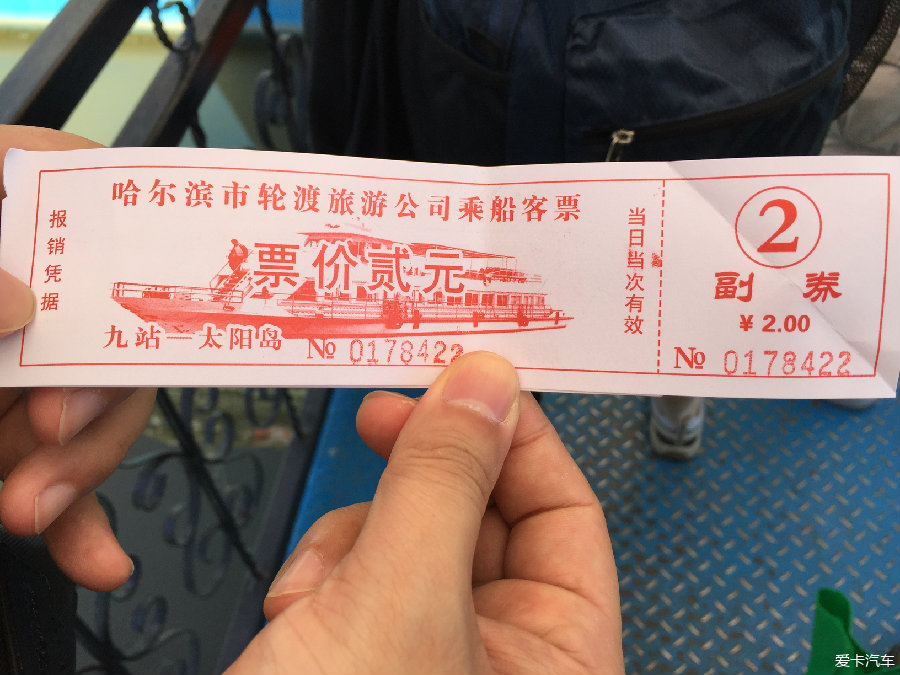 哈尔滨市轮渡旅游公司乘船客票
报销凭据
票价贰元
九站—太阳岛 № 0178422
当日当次有效
2
副 券
¥ 2.00
№ 0178422
爱卡汽车